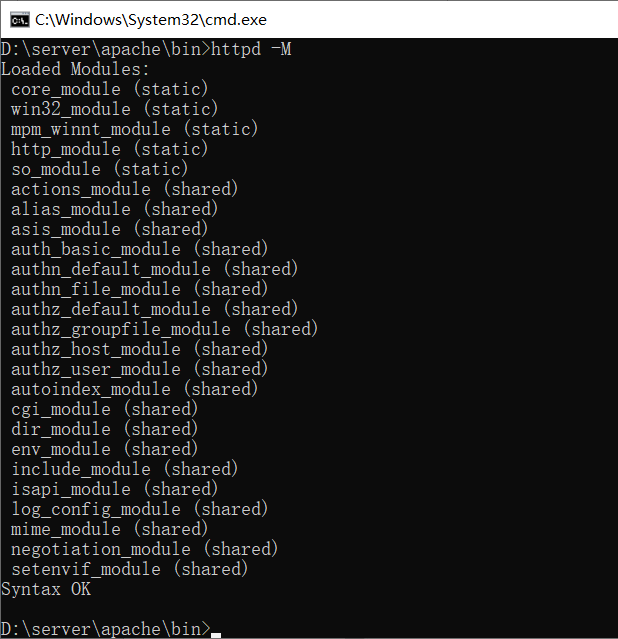 C:\Windows\System32\cmd.exe
D:\server\apache\bin>httpd -M
Loaded Modules:
core_module (static)
win32_module (static)
mpm_winnt_module (static)
http_module (static)
so_module (static)
actions_module (shared)
alias_module (shared)
asis_module (shared)
auth_basic_module (shared)
authn_default_module (shared)
authn_file_module (shared)
authz_default_module (shared)
authz_groupfile_module (shared)
authz_host_module (shared)
authz_user_module (shared)
autoindex_module (shared)
cgi_module (shared)
dir_module (shared)
env_module (shared)
include_module (shared)
isapi_module (shared)
log_config_module (shared)
mime_module (shared)
negotiation_module (shared)
setenvif_module (shared)
Syntax OK
D:\server\apache\bin>